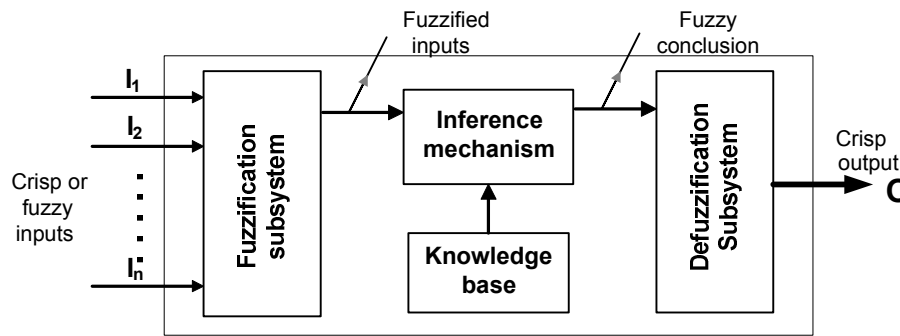 Fuzzified
inputs
Fuzzy
conclusion
I1
I2
Crisp or
fuzzy
inputs
In
Fuzzification
subsystem
Inference
mechanism
Knowledge
base
Defuzzification
Subsystem
Crisp
output